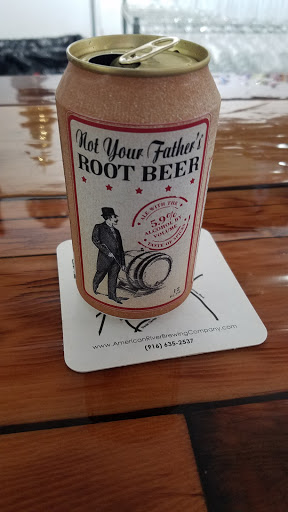 Not Your Father's
ROOT BEER
ALE WITH THE
5.9%
ALCOHOL BY
VOLUME
TASTE OF
www.AmericanRiverBrewingCompany.com
(916) 635-2537